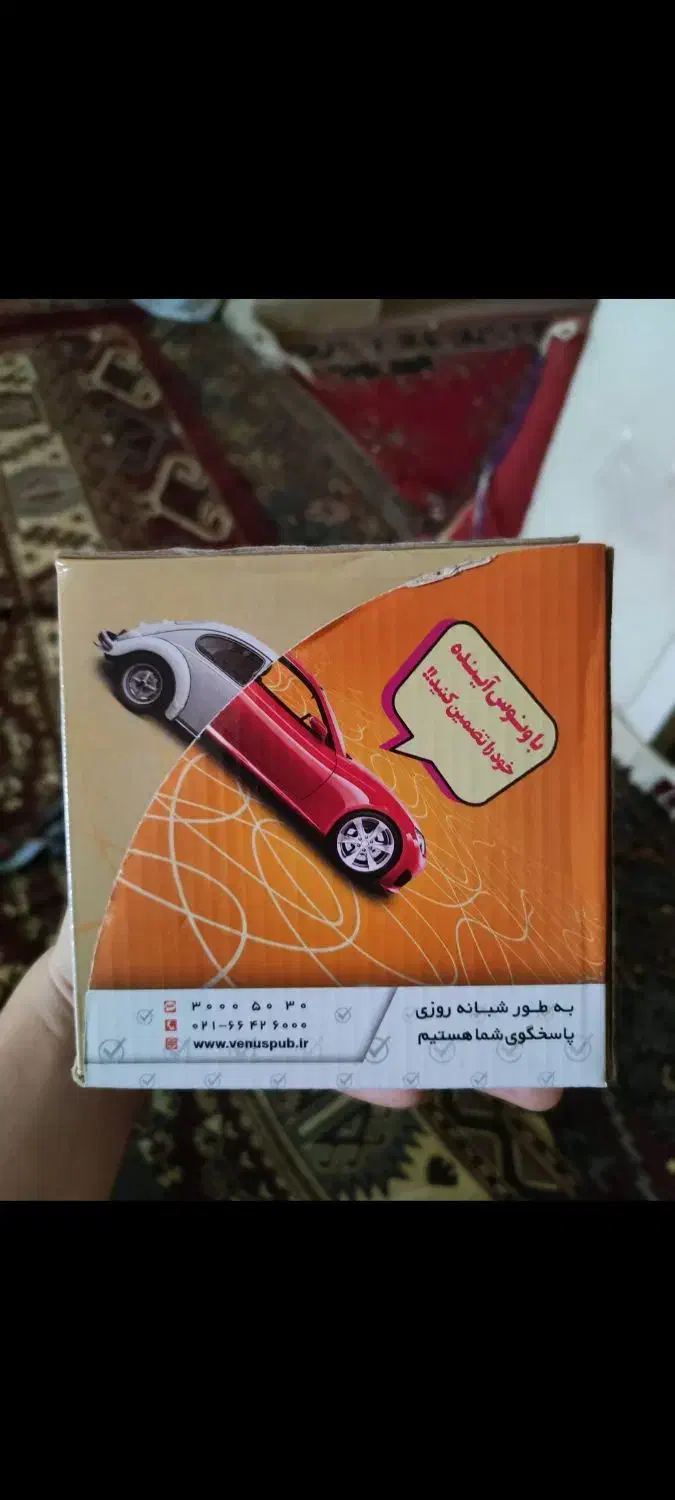 با ونوس آیینده
خود را تضمین کنید!!
به طور شبانه روزی
پاسخگوی شما هستیم
۳۰۰۰ ۵۰ ۳۰
۰۲۱-۶۶ ۴۲ ۶۰۰۰
www.venuspub.ir